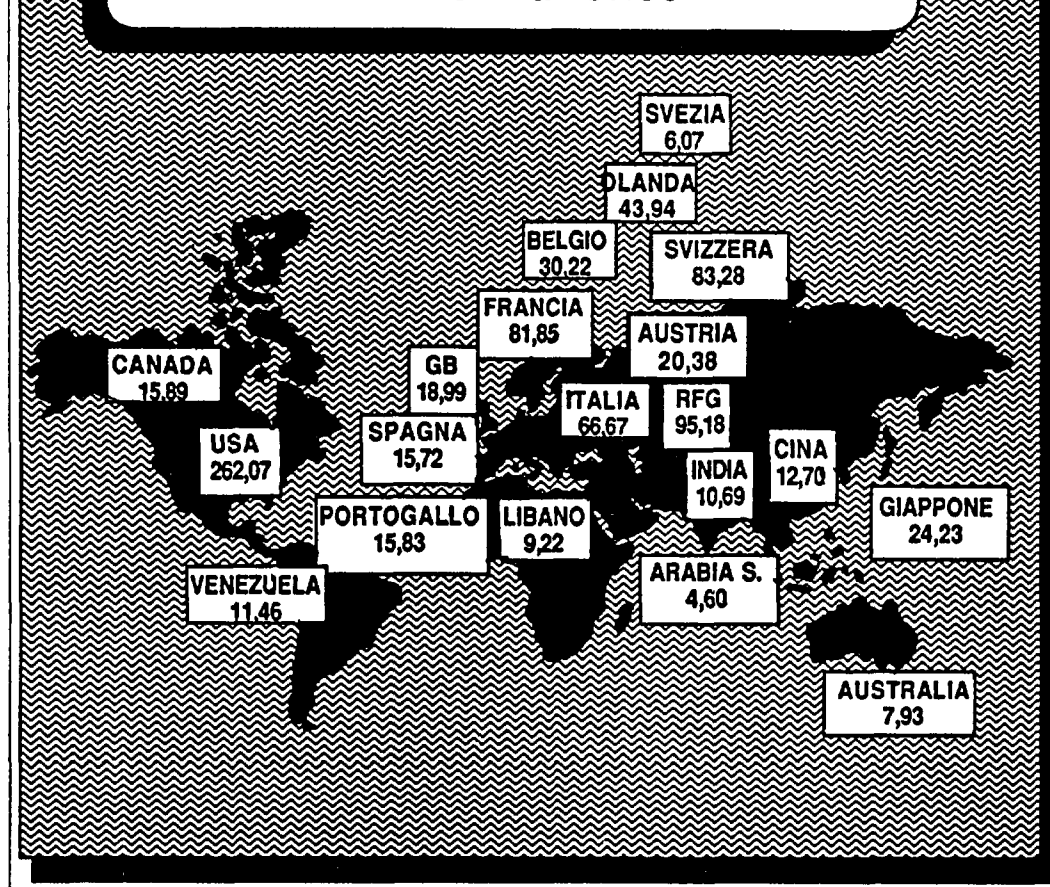 SVEZIA
6,07
OLANDA
43,94
BELGIO
30,22
SVIZZERA
83,28
FRANCIA
81,85
AUSTRIA
20,38
CANADA
15,89
GB
18,99
ITALIA
66,67
RFG
95,18
SPAGNA
15,72
USA
262,07
CINA
12,70
INDIA
10,69
PORTOGALLO
15,83
LIBANO
9,22
GIAPPONE
24,23
VENEZUELA
11,46
ARABIA S.
4,60
AUSTRALIA
7,93